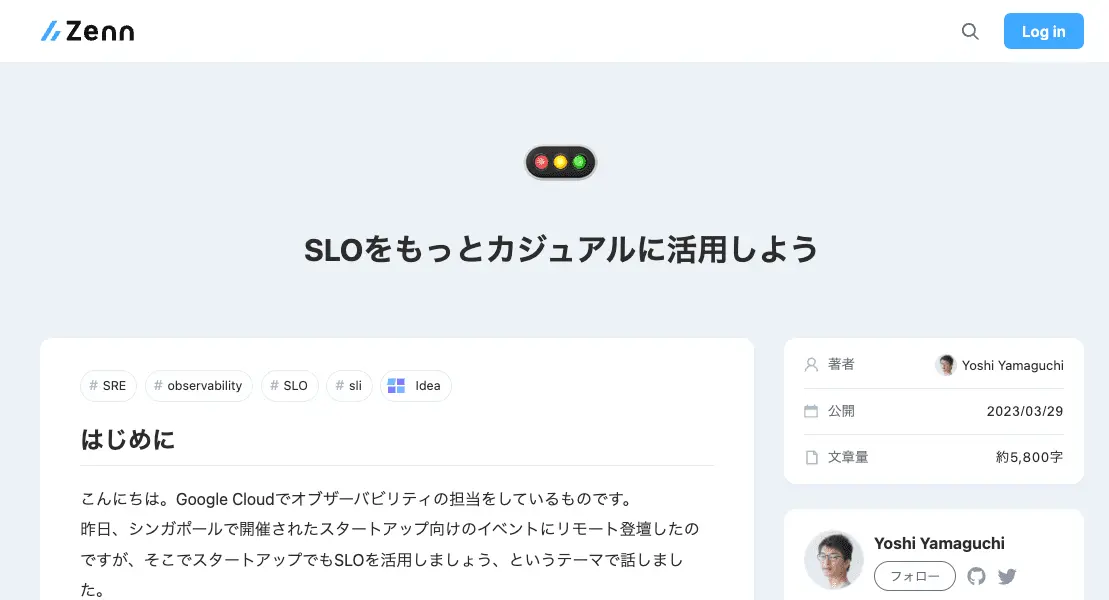 Zenn
Log in
SLOをもっとカジュアルに活用しよう
# SRE
# observability
# SLO
# sli
Idea
はじめに
こんにちは。Google Cloudでオブザーバビリティの担当をしているものです。
昨日、シンガポールで開催されたスタートアップ向けのイベントにリモート登壇したの
ですが、そこでスタートアップでもSLOを活用しましょう、というテーマで話しまし
た。
著者
Yoshi Yamaguchi
公開
2023/03/29
文章量
約5,800字
Yoshi Yamaguchi
フォロー